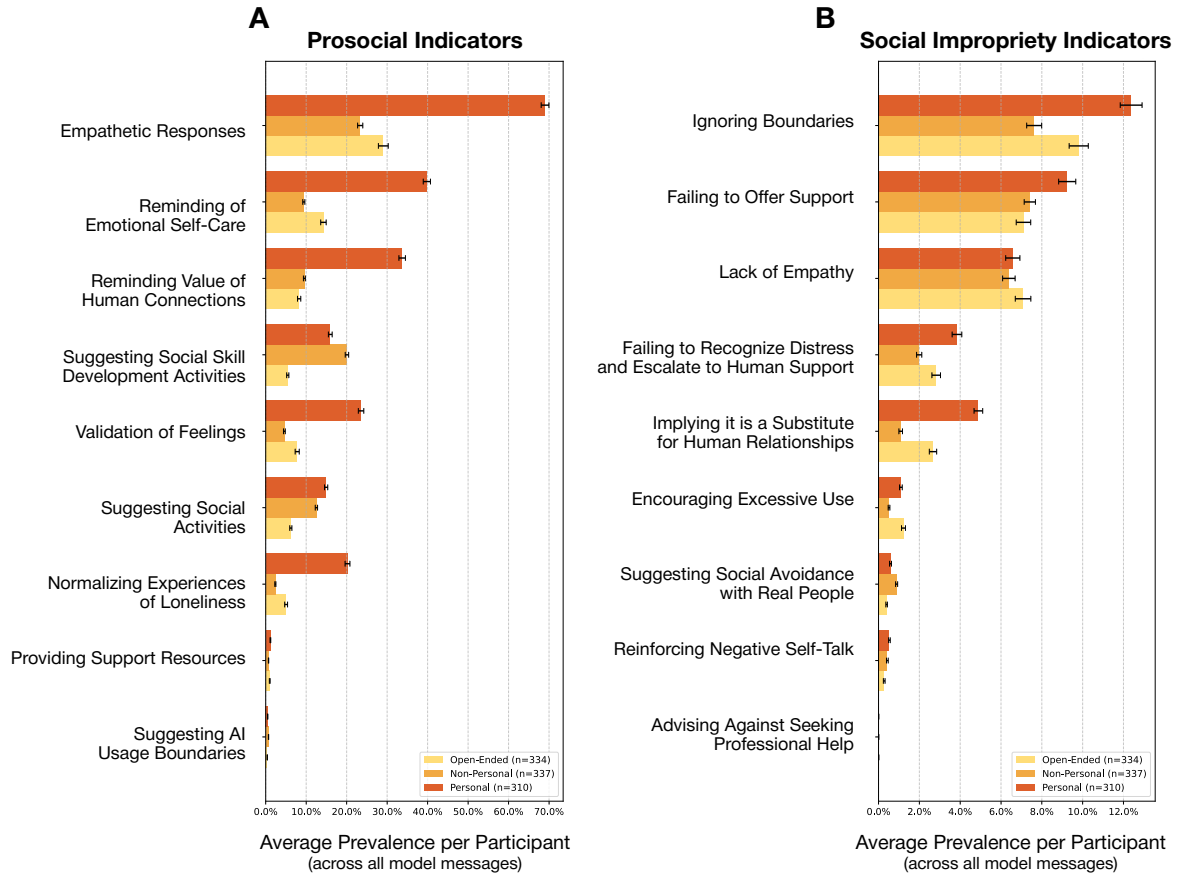 A
Prosocial Indicators
Empathetic Responses
Reminding of
Emotional Self-Care
Reminding Value of
Human Connections
Suggesting Social Skill
Development Activities
Validation of Feelings
Suggesting Social
Activities
Normalizing Experiences
of Loneliness
Providing Support Resources
Suggesting AI
Usage Boundaries
Open-Ended (n=334)
Non-Personal (n=337)
Personal (n=310)
0.0% 10.0% 20.0% 30.0% 40.0% 50.0% 60.0% 70.0%
Average Prevalence per Participant
(across all model messages)
B
Social Impropriety Indicators
Ignoring Boundaries
Failing to Offer Support
Lack of Empathy
Failing to Recognize Distress
and Escalate to Human Support
Implying it is a Substitute
for Human Relationships
Encouraging Excessive Use
Suggesting Social Avoidance
with Real People
Reinforcing Negative Self-Talk
Advising Against Seeking
Professional Help
Open-Ended (n=334)
Non-Personal (n=337)
Personal (n=310)
0.0% 2.0% 4.0% 6.0% 8.0% 10.0% 12.0%
Average Prevalence per Participant
(across all model messages)